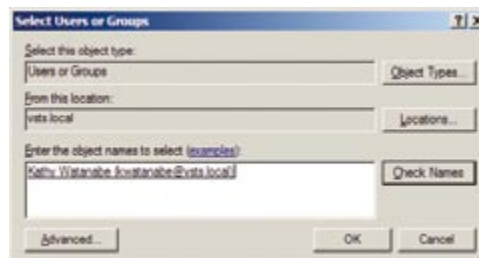 Select Users or Groups
Select this object type:
Users or Groups
Object Types...
From this location:
vsts.local
Locations...
Enter the object names to select (examples):
Kathy Watanabe (kwatanabe@vsts.local)
Check Names
Advanced...
OK
Cancel